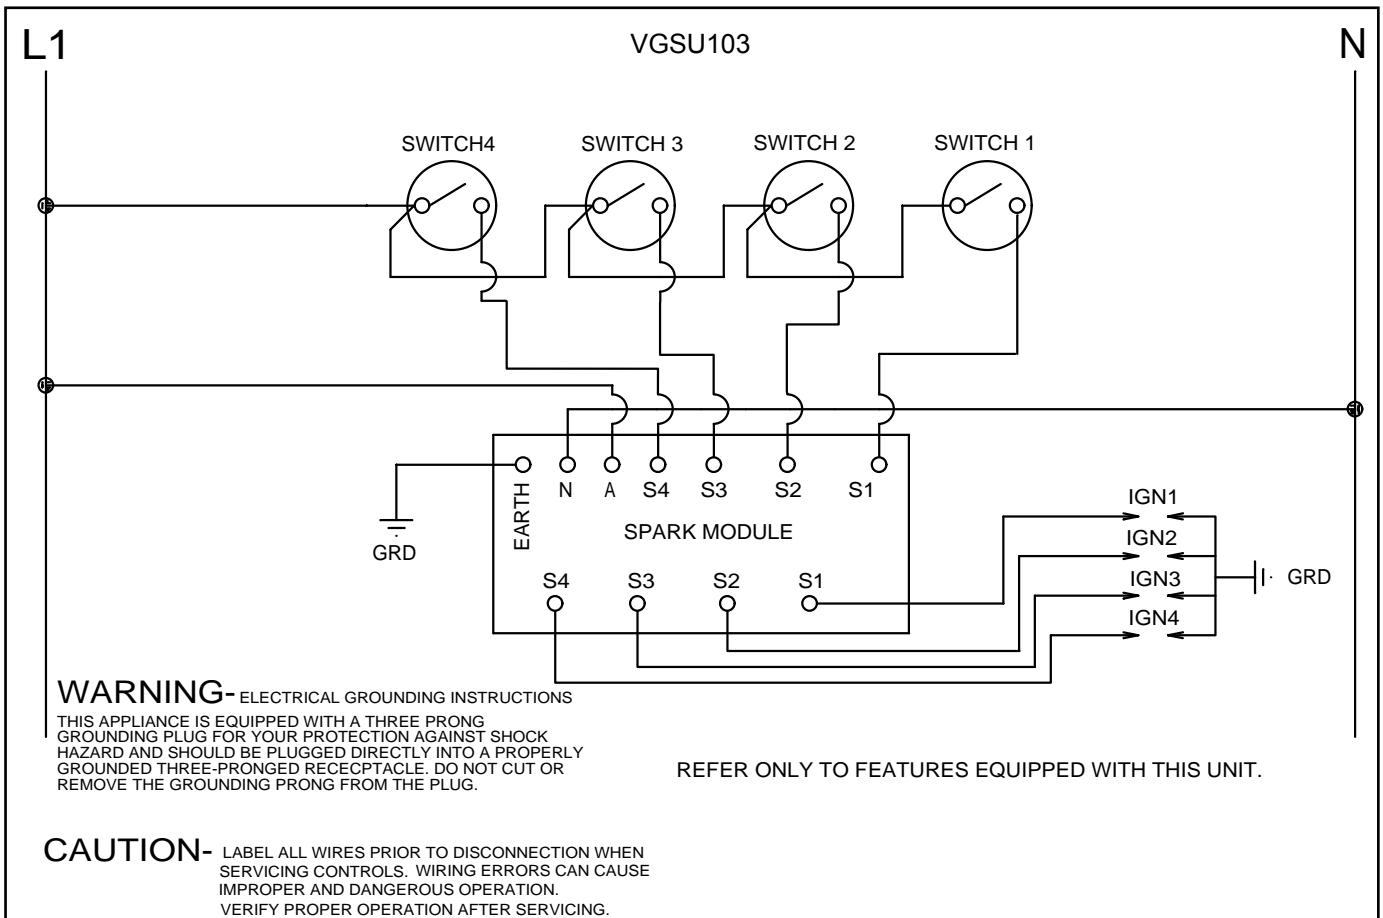 L1
VGSU103
N
SWITCH4
SWITCH 3
SWITCH 2
SWITCH 1
EARTH
N
A
S4
S3
S2
S1
SPARK MODULE
GRD
S4
S3
S2
S1
IGN1
IGN2
IGN3
IGN4
GRD
WARNING- ELECTRICAL GROUNDING INSTRUCTIONS
THIS APPLIANCE IS EQUIPPED WITH A THREE PRONG
GROUNDING PLUG FOR YOUR PROTECTION AGAINST SHOCK
HAZARD AND SHOULD BE PLUGGED DIRECTLY INTO A PROPERLY
GROUNDED THREE-PRONGED RECECPTACLE. DO NOT CUT OR
REMOVE THE GROUNDING PRONG FROM THE PLUG.
REFER ONLY TO FEATURES EQUIPPED WITH THIS UNIT.
CAUTION- LABEL ALL WIRES PRIOR TO DISCONNECTION WHEN
SERVICING CONTROLS. WIRING ERRORS CAN CAUSE
IMPROPER AND DANGEROUS OPERATION.
VERIFY PROPER OPERATION AFTER SERVICING.